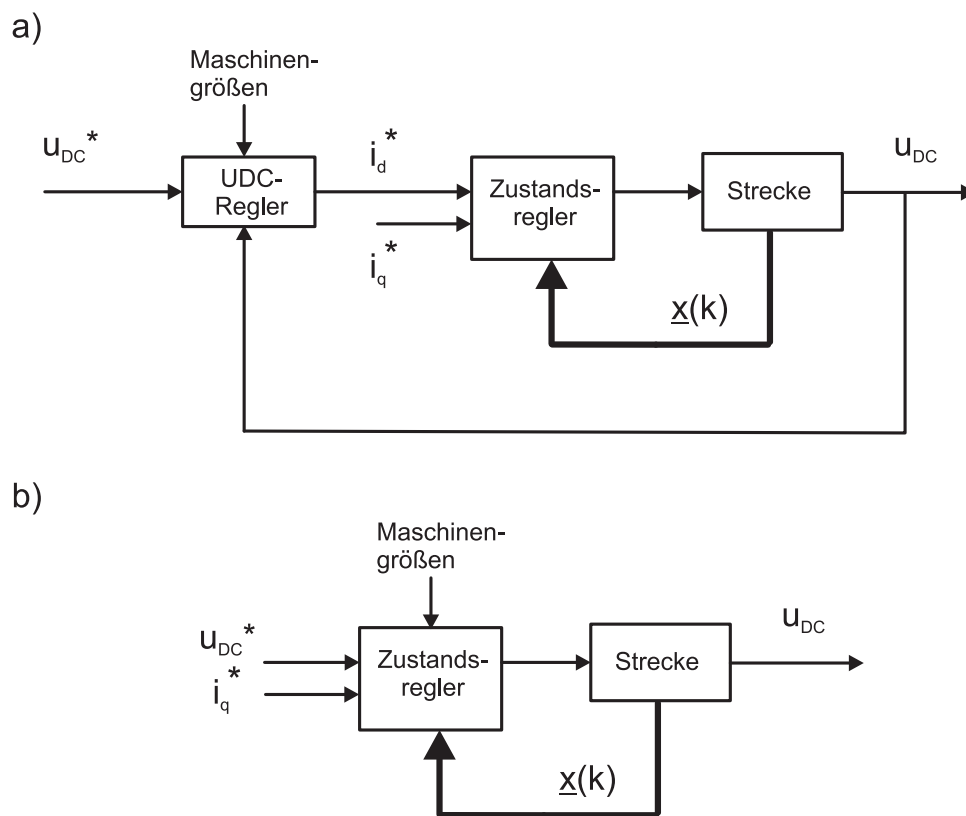 a)
Maschinen-
größen
u_DC*
UDC-
Regler
i_d*
i_q*
Zustands-
regler
Strecke
u_DC
x(k)
b)
Maschinen-
größen
u_DC*
i_q*
Zustands-
regler
Strecke
u_DC
x(k)